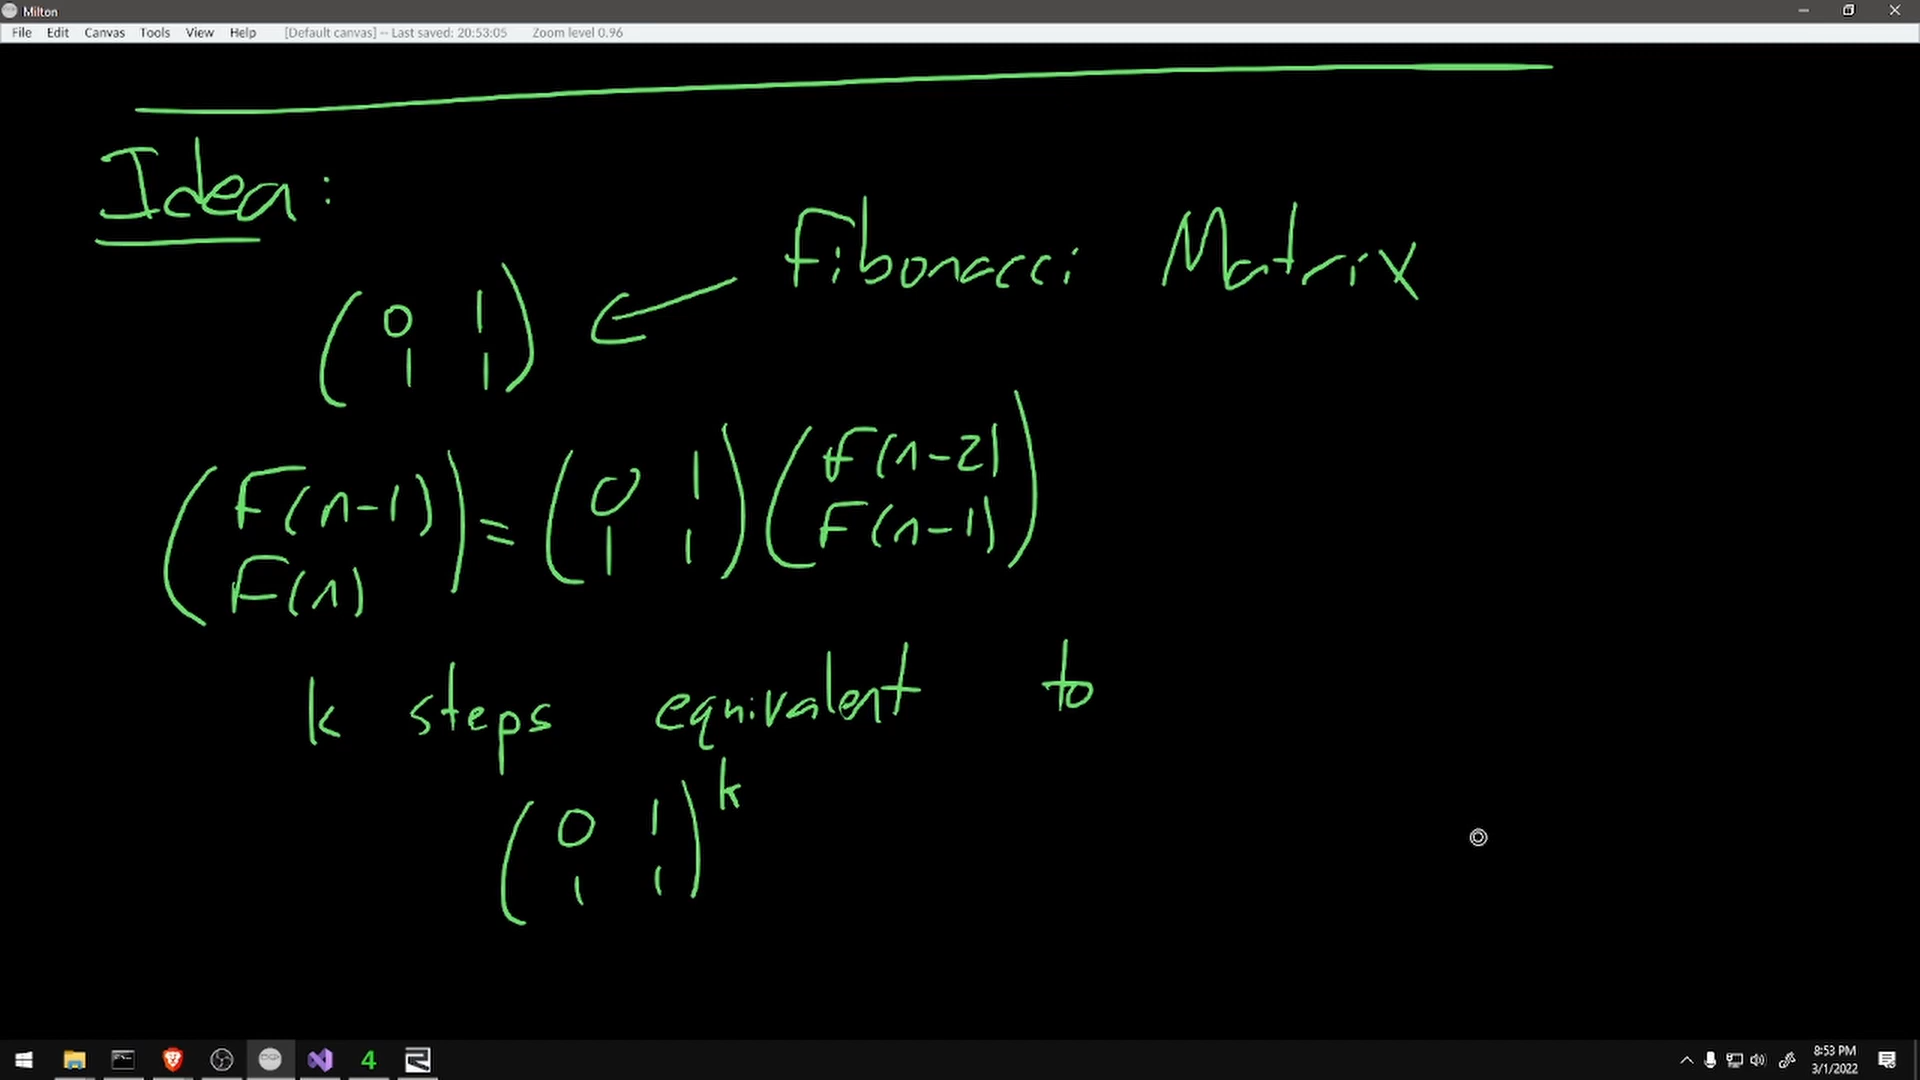 Milton
File Edit Canvas Tools View Help [Default canvas] -- Last saved: 20:53:05 Zoom level 0.96
Idea:
Fibonacci Matrix
( 0 1
1 1 )
( F(n-1)
F(n) ) = ( 0 1
1 1 ) ( F(n-2)
F(n-1) )
k steps equivalent to
( 0 1
1 1 )^k
4
8:53 PM
3/1/2022